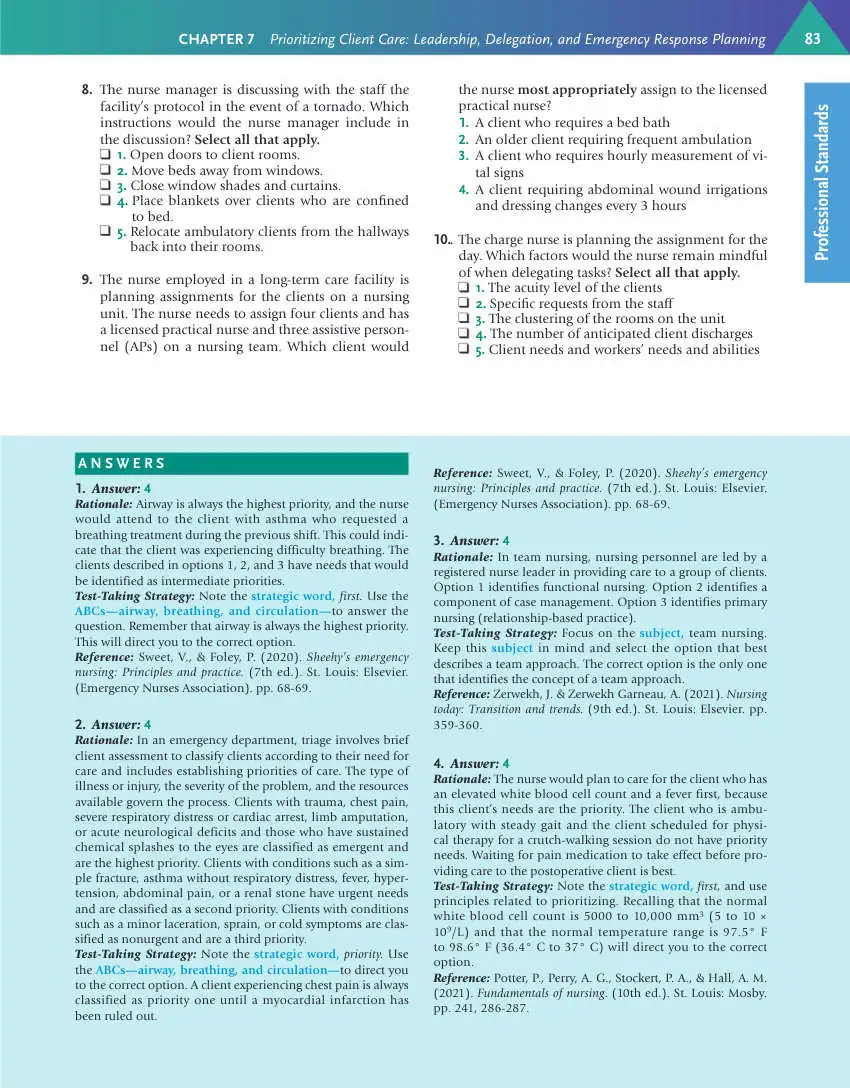 CHAPTER 7 Prioritizing Client Care: Leadership, Delegation, and Emergency Response Planning 83
8. The nurse manager is discussing with the staff the
facility's protocol in the event of a tornado. Which
instructions would the nurse manager include in
the discussion? Select all that apply.
❑ 1. Open doors to client rooms.
❑ 2. Move beds away from windows.
❑ 3. Close window shades and curtains.
❑ 4. Place blankets over clients who are confined
to bed.
❑ 5. Relocate ambulatory clients from the hallways
back into their rooms.
9. The nurse employed in a long-term care facility is
planning assignments for the clients on a nursing
unit. The nurse needs to assign four clients and has
a licensed practical nurse and three assistive person-
nel (APs) on a nursing team. Which client would
the nurse most appropriately assign to the licensed
practical nurse?
1. A client who requires a bed bath
2. An older client requiring frequent ambulation
3. A client who requires hourly measurement of vi-
tal signs
4. A client requiring abdominal wound irrigations
and dressing changes every 3 hours
10.. The charge nurse is planning the assignment for the
day. Which factors would the nurse remain mindful
of when delegating tasks? Select all that apply.
❑ 1. The acuity level of the clients
❑ 2. Specific requests from the staff
❑ 3. The clustering of the rooms on the unit
❑ 4. The number of anticipated client discharges
❑ 5. Client needs and workers' needs and abilities
Professional Standards
ANSWERS
1. Answer: 4
Rationale: Airway is always the highest priority, and the nurse
would attend to the client with asthma who requested a
breathing treatment during the previous shift. This could indi-
cate that the client was experiencing difficulty breathing. The
clients described in options 1, 2, and 3 have needs that would
be identified as intermediate priorities.
Test-Taking Strategy: Note the strategic word, first. Use the
ABCs—airway, breathing, and circulation—to answer the
question. Remember that airway is always the highest priority.
This will direct you to the correct option.
Reference: Sweet, V., & Foley, P. (2020). Sheehy's emergency
nursing: Principles and practice. (7th ed.). St. Louis: Elsevier.
(Emergency Nurses Association). pp. 68-69.
2. Answer: 4
Rationale: In an emergency department, triage involves brief
client assessment to classify clients according to their need for
care and includes establishing priorities of care. The type of
illness or injury, the severity of the problem, and the resources
available govern the process. Clients with trauma, chest pain,
severe respiratory distress or cardiac arrest, limb amputation,
or acute neurological deficits and those who have sustained
chemical splashes to the eyes are classified as emergent and
are the highest priority. Clients with conditions such as a sim-
ple fracture, asthma without respiratory distress, fever, hyper-
tension, abdominal pain, or a renal stone have urgent needs
and are classified as a second priority. Clients with conditions
such as a minor laceration, sprain, or cold symptoms are clas-
sified as nonurgent and are a third priority.
Test-Taking Strategy: Note the strategic word, priority. Use
the ABCs—airway, breathing, and circulation—to direct you
to the correct option. A client experiencing chest pain is always
classified as priority one until a myocardial infarction has
been ruled out.
Reference: Sweet, V., & Foley, P. (2020). Sheehy's emergency
nursing: Principles and practice. (7th ed.). St. Louis: Elsevier.
(Emergency Nurses Association). pp. 68-69.
3. Answer: 4
Rationale: In team nursing, nursing personnel are led by a
registered nurse leader in providing care to a group of clients.
Option 1 identifies functional nursing. Option 2 identifies a
component of case management. Option 3 identifies primary
nursing (relationship-based practice).
Test-Taking Strategy: Focus on the subject, team nursing.
Keep this subject in mind and select the option that best
describes a team approach. The correct option is the only one
that identifies the concept of a team approach.
Reference: Zerwekh, J. & Zerwekh Garneau, A. (2021). Nursing
today: Transition and trends. (9th ed.). St. Louis: Elsevier. pp.
359-360.
4. Answer: 4
Rationale: The nurse would plan to care for the client who has
an elevated white blood cell count and a fever first, because
this client's needs are the priority. The client who is ambu-
latory with steady gait and the client scheduled for physi-
cal therapy for a crutch-walking session do not have priority
needs. Waiting for pain medication to take effect before pro-
viding care to the postoperative client is best.
Test-Taking Strategy: Note the strategic word, first, and use
principles related to prioritizing. Recalling that the normal
white blood cell count is 5000 to 10,000 mm³ (5 to 10 ×
10⁹/L) and that the normal temperature range is 97.5° F
to 98.6° F (36.4° C to 37° C) will direct you to the correct
option.
Reference: Potter, P., Perry, A. G., Stockert, P. A., & Hall, A. M.
(2021). Fundamentals of nursing. (10th ed.). St. Louis: Mosby.
pp. 241, 286-287.